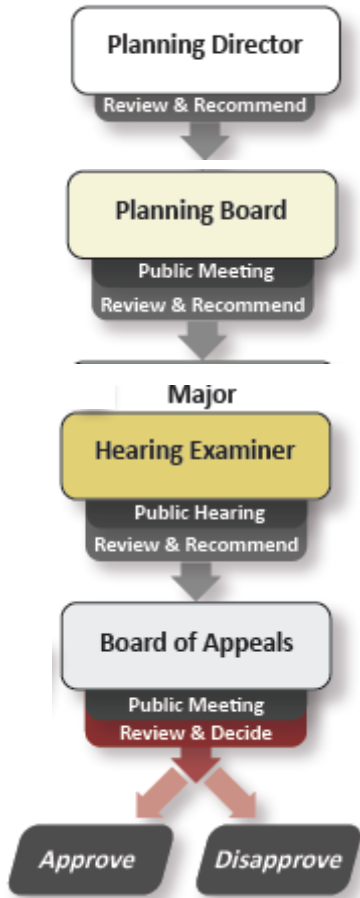 Planning Director
Review & Recommend
Planning Board
Public Meeting
Review & Recommend
Major
Hearing Examiner
Public Hearing
Review & Recommend
Board of Appeals
Public Meeting
Review & Decide
Approve
Disapprove